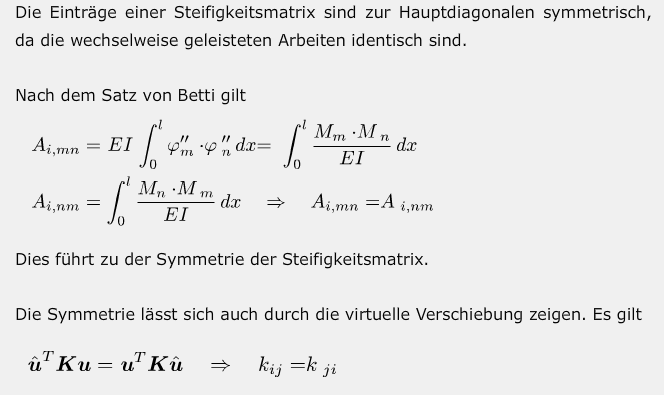 Die Einträge einer Steifigkeitsmatrix sind zur Hauptdiagonalen symmetrisch,
da die wechselweise geleisteten Arbeiten identisch sind.
Nach dem Satz von Betti gilt
$A_{i,mn} = EI \int_0^l \varphi_m'' \cdot \varphi_n'' \, dx = \int_0^l \frac{M_m \cdot M_n}{EI} \, dx$
$A_{i,nm} = \int_0^l \frac{M_n \cdot M_m}{EI} \, dx \quad \Rightarrow \quad A_{i,mn} = A_{i,nm}$
Dies führt zu der Symmetrie der Steifigkeitsmatrix.
Die Symmetrie lässt sich auch durch die virtuelle Verschiebung zeigen. Es gilt
$\hat{\boldsymbol{u}}^T \boldsymbol{K} \boldsymbol{u} = \boldsymbol{u}^T \boldsymbol{K} \hat{\boldsymbol{u}} \quad \Rightarrow \quad k_{ij} = k_{ji}$